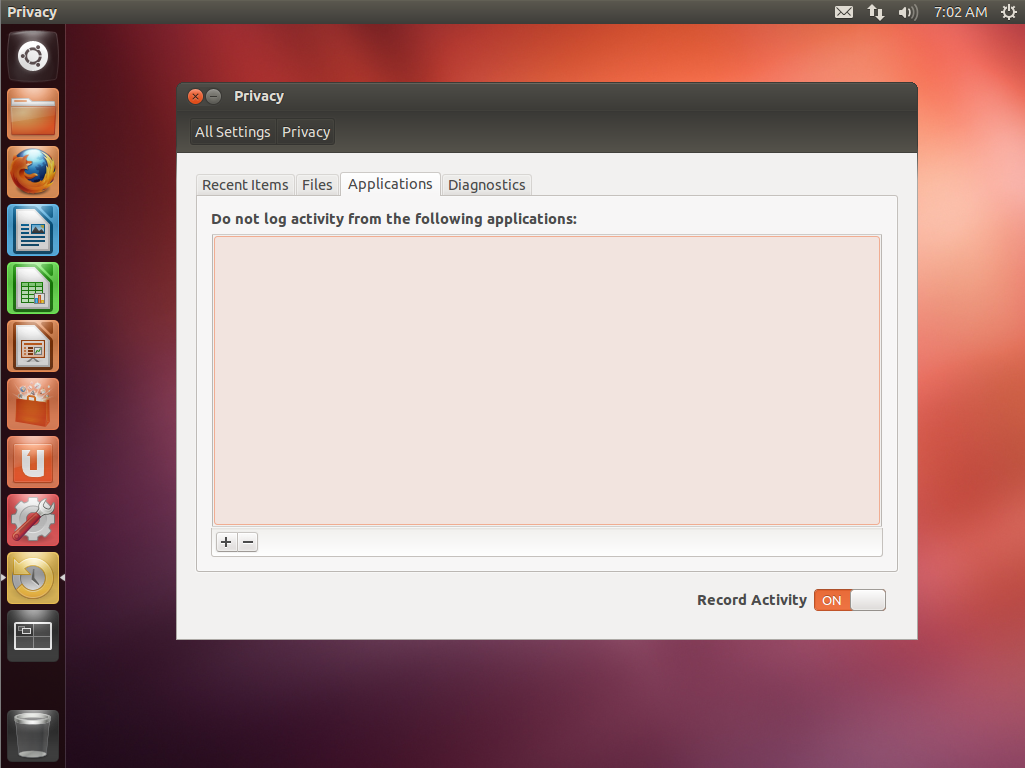 Privacy
7:02 AM
Privacy
All Settings Privacy
Recent Items Files Applications Diagnostics
Do not log activity from the following applications:
Record Activity ON